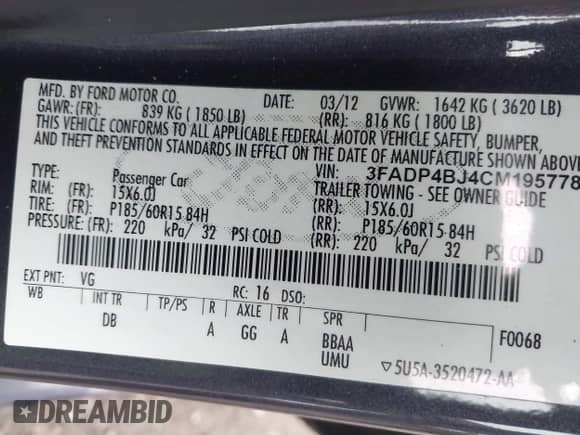 MFD. BY FORD MOTOR CO.
03/12 GVWR: 1642 KG ( 3620 LB)
GAWR: (FR): 839 KG ( 1850 LB) (RR): 816 KG ( 1800 LB)
THIS VEHICLE CONFORMS TO ALL APPLICABLE FEDERAL MOTOR VEHICLE SAFETY, BUMPER,
AND THEFT PREVENTION STANDARDS IN EFFECT ON THE DATE OF MANUFACTURE SHOWN ABOVE
VIN: 3FADP4BJ4CM195778
TYPE: Passenger Car TRAILER TOWING - SEE OWNER GUIDE
RIM: (FR): 15X6.0J (RR): 15X6.0J
TIRE: (FR): P185/60R15 84H (RR): P185/60R15 84H
PRESSURE: (FR): 220 kPa/ 32 PSI COLD (RR): 220 kPa/ 32 PSI COLD
EXT PNT: VG RC: 16 DSO:
WB INT TR TP/PS R AXLE TR SPR
DB A GG A BBAA
UMU
F0068
▽5U5A-3520472-AA
DREAMBID